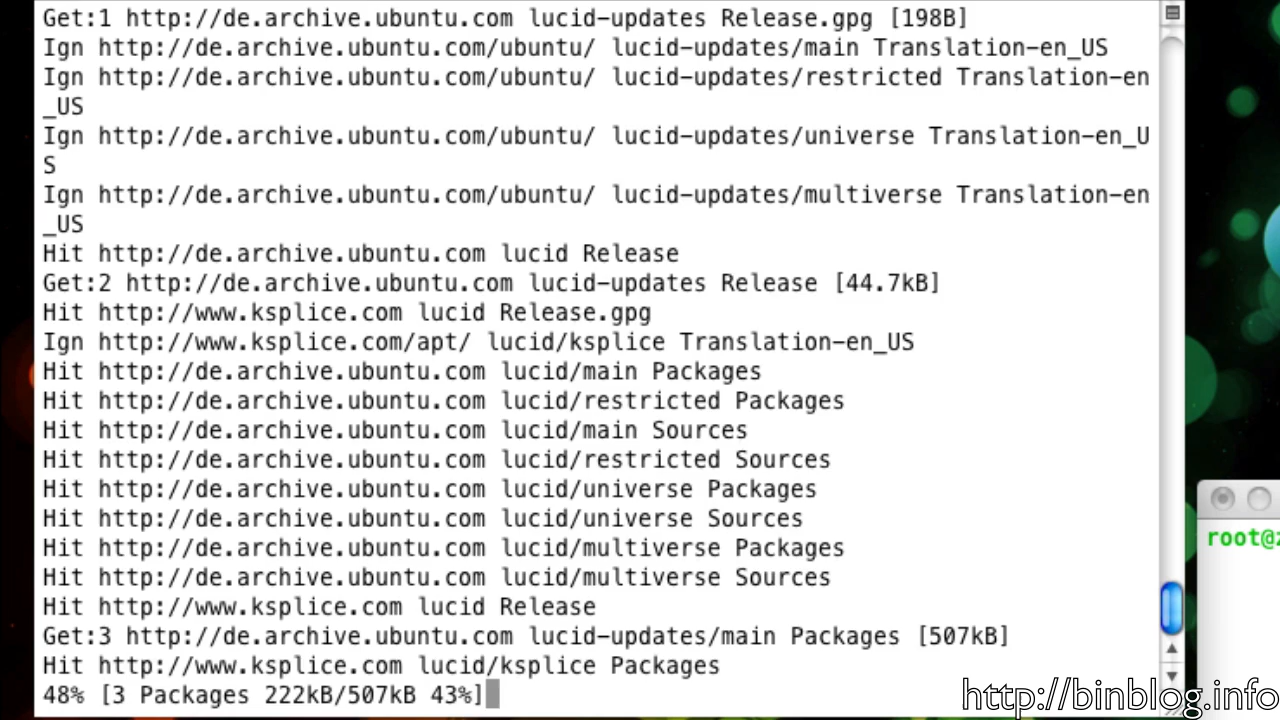 Get:1 http://de.archive.ubuntu.com lucid-updates Release.gpg [198B]
Ign http://de.archive.ubuntu.com/ubuntu/ lucid-updates/main Translation-en_US
Ign http://de.archive.ubuntu.com/ubuntu/ lucid-updates/restricted Translation-en
_US
Ign http://de.archive.ubuntu.com/ubuntu/ lucid-updates/universe Translation-en_U
S
Ign http://de.archive.ubuntu.com/ubuntu/ lucid-updates/multiverse Translation-en
_US
Hit http://de.archive.ubuntu.com lucid Release
Get:2 http://de.archive.ubuntu.com lucid-updates Release [44.7kB]
Hit http://www.ksplice.com lucid Release.gpg
Ign http://www.ksplice.com/apt/ lucid/ksplice Translation-en_US
Hit http://de.archive.ubuntu.com lucid/main Packages
Hit http://de.archive.ubuntu.com lucid/restricted Packages
Hit http://de.archive.ubuntu.com lucid/main Sources
Hit http://de.archive.ubuntu.com lucid/restricted Sources
Hit http://de.archive.ubuntu.com lucid/universe Packages
Hit http://de.archive.ubuntu.com lucid/universe Sources
Hit http://de.archive.ubuntu.com lucid/multiverse Packages
Hit http://de.archive.ubuntu.com lucid/multiverse Sources
Hit http://www.ksplice.com lucid Release
Get:3 http://de.archive.ubuntu.com lucid-updates/main Packages [507kB]
Hit http://www.ksplice.com lucid/ksplice Packages
48% [3 Packages 222kB/507kB 43%]
root@z
http://binblog.info